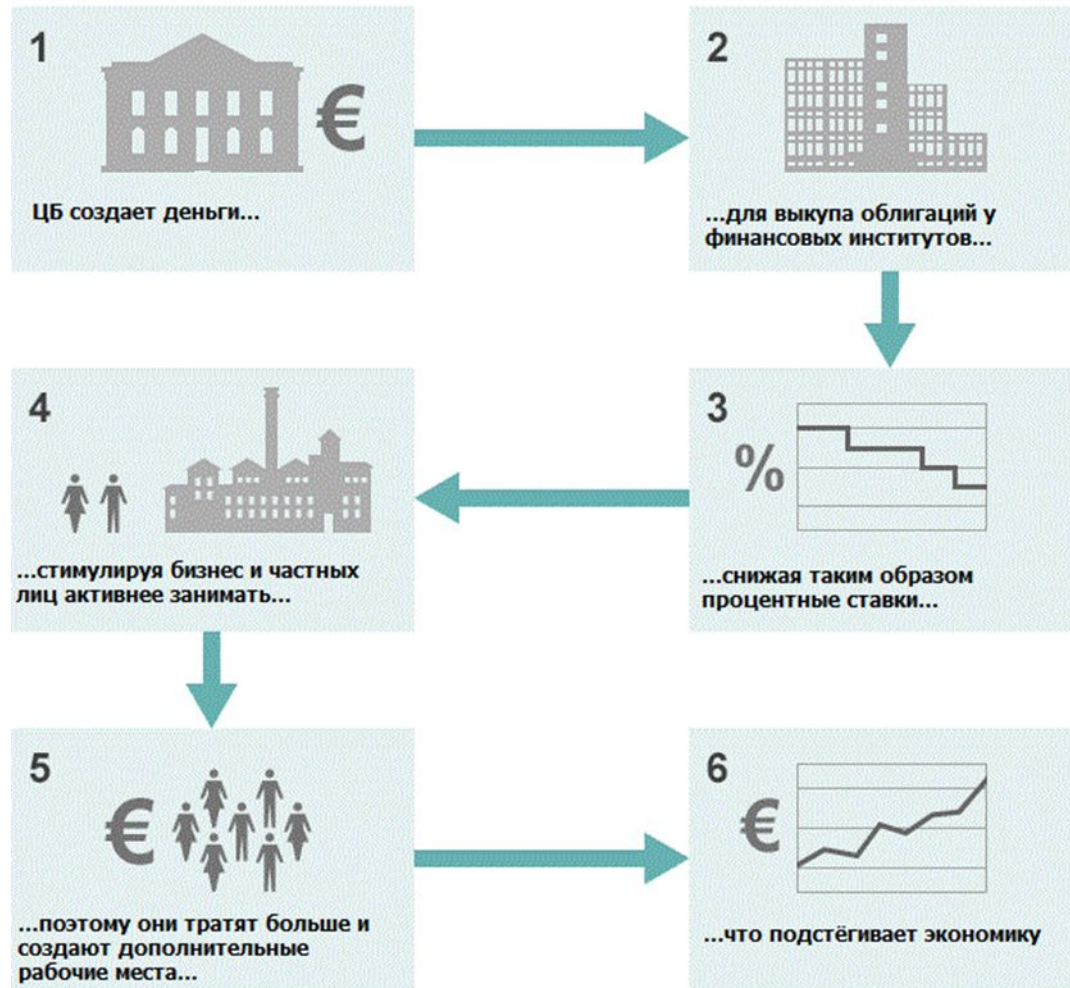 1
€
ЦБ создает деньги...
2
...для выкупа облигаций у
финансовых институтов...
3
%
...снижая таким образом
процентные ставки...
4
...стимулируя бизнес и частных
лиц активнее занимать...
5
€
...поэтому они тратят больше и
создают дополнительные
рабочие места...
6
€
...что подстёгивает экономику